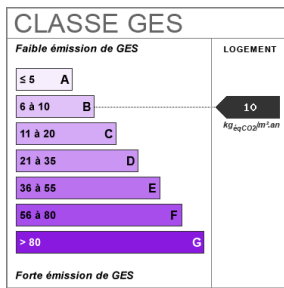 CLASSE GES
Faible émission de GES
LOGEMENT
≤ 5 A
6 à 10 B
10
kgéqCO2/m².an
11 à 20 C
21 à 35 D
36 à 55 E
56 à 80 F
> 80 G
Forte émission de GES